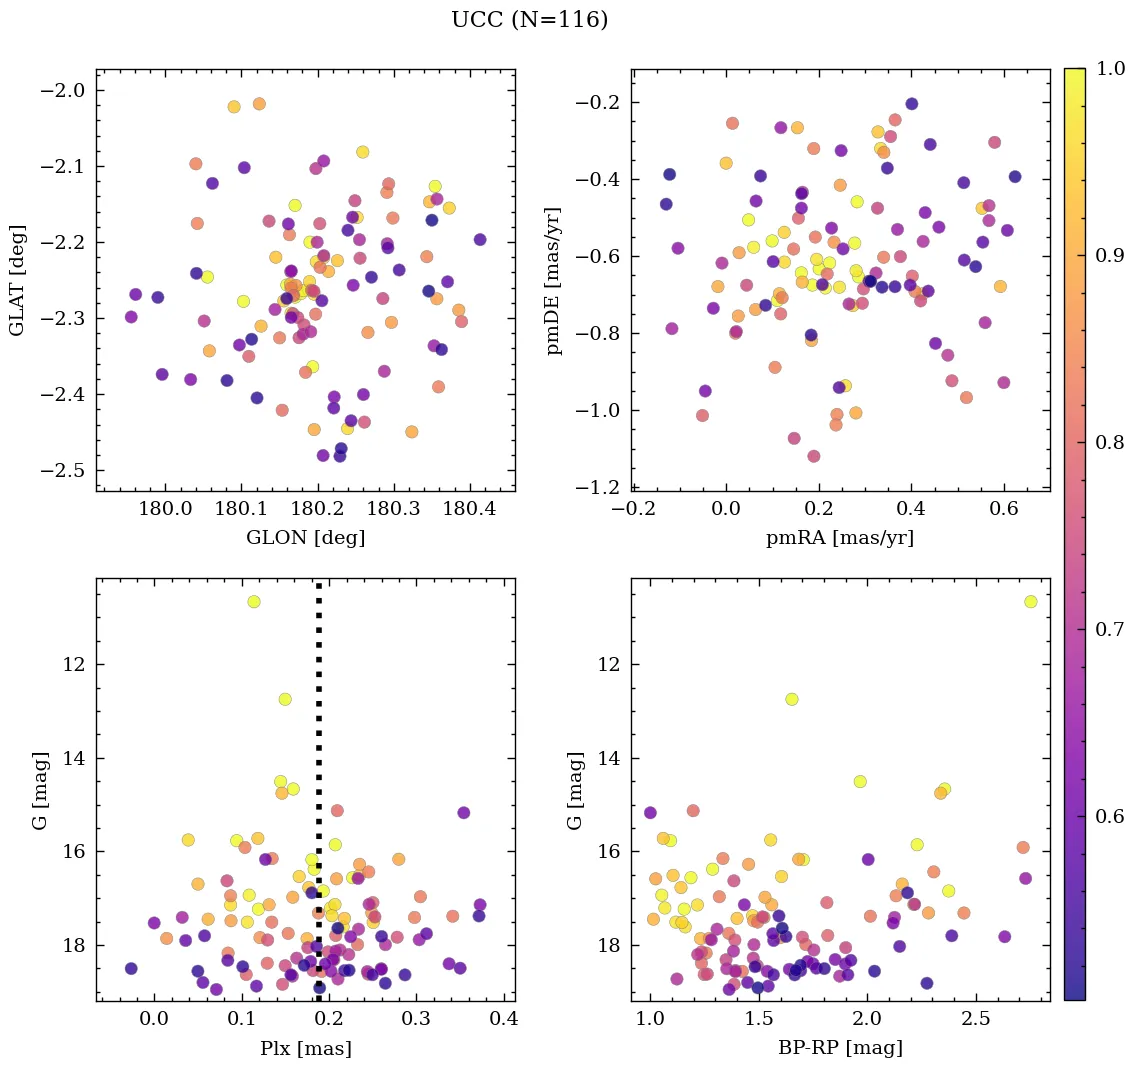 UCC (N=116)
−2.0
−2.1
−2.2
−2.3
−2.4
−2.5
GLAT [deg]
180.0 180.1 180.2 180.3 180.4
GLON [deg]
−0.2
−0.4
−0.6
−0.8
−1.0
−1.2
pmDE [mas/yr]
−0.2 0.0 0.2 0.4 0.6
pmRA [mas/yr]
12
14
16
18
G [mag]
0.0 0.1 0.2 0.3 0.4
Plx [mas]
12
14
16
18
G [mag]
1.0 1.5 2.0 2.5
BP-RP [mag]
1.0
0.9
0.8
0.7
0.6